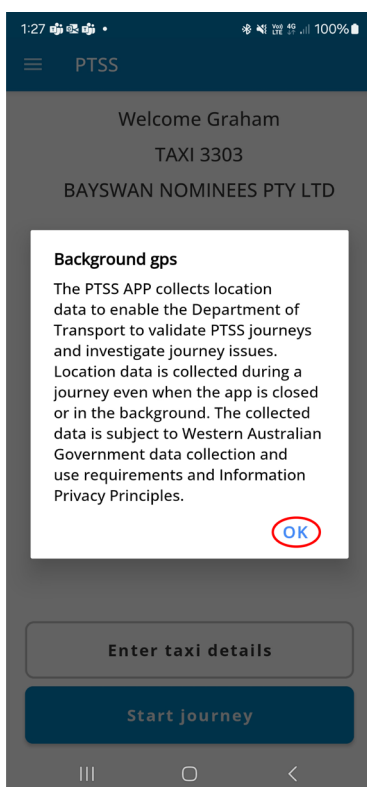 1:27 VoD LTE 4G 100%
PTSS
Welcome Graham
TAXI 3303
BAYSWAN NOMINEES PTY LTD
Background gps
The PTSS APP collects location
data to enable the Department of
Transport to validate PTSS journeys
and investigate journey issues.
Location data is collected during a
journey even when the app is closed
or in the background. The collected
data is subject to Western Australian
Government data collection and
use requirements and Information
Privacy Principles.
OK
Enter taxi details
Start journey